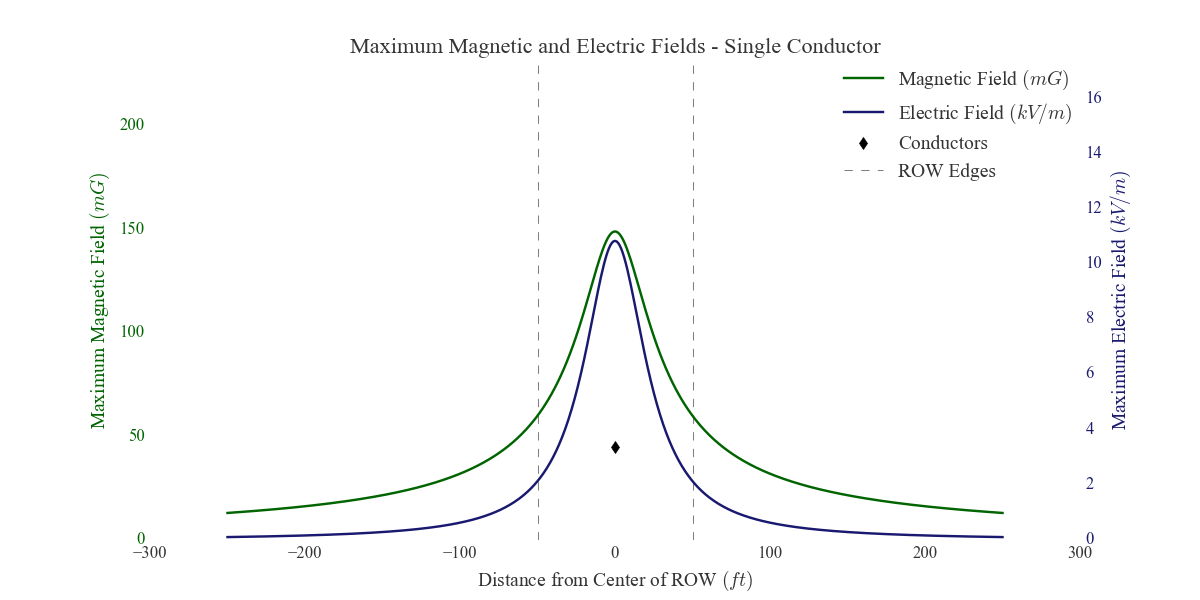 Maximum Magnetic and Electric Fields - Single Conductor
Magnetic Field (mG)
Electric Field (kV/m)
Conductors
ROW Edges
Maximum Magnetic Field (mG)
200
150
100
50
0
16
14
12
10
8
6
4
2
0
Maximum Electric Field (kV/m)
−300 −200 −100 0 100 200 300
Distance from Center of ROW (ft)